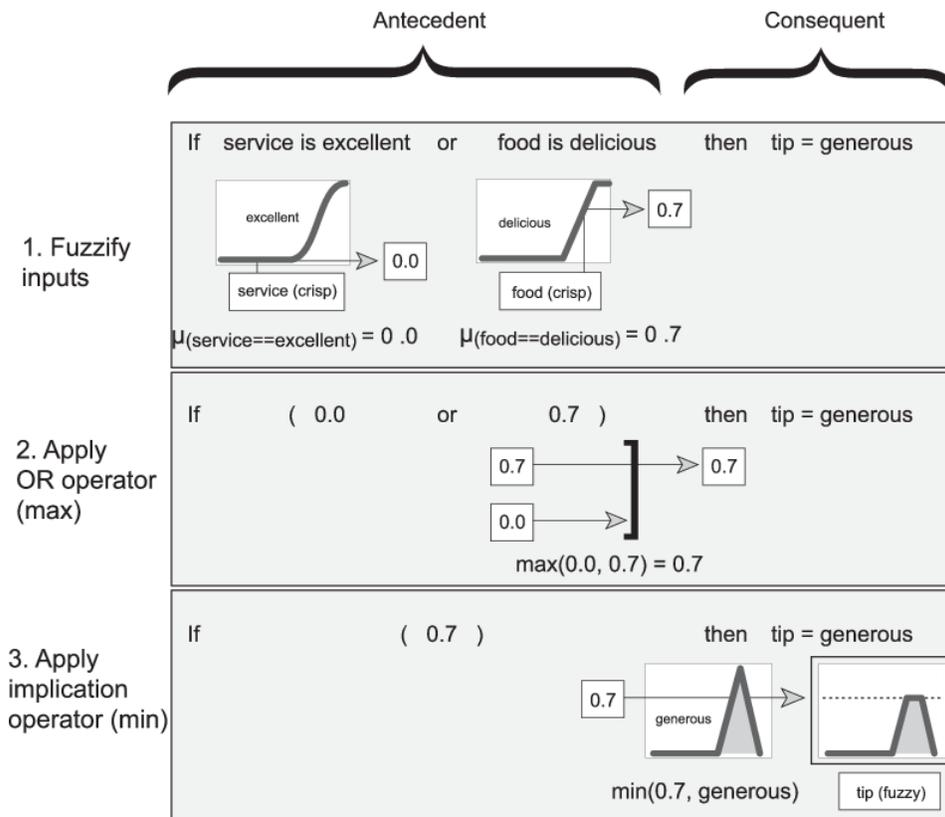 Antecedent
Consequent
If service is excellent or food is delicious then tip = generous
1. Fuzzify
inputs
excellent
0.0
service (crisp)
delicious
0.7
food (crisp)
μ(service==excellent) = 0 .0
μ(food==delicious) = 0 .7
2. Apply
OR operator
(max)
If ( 0.0 or 0.7 ) then tip = generous
0.7
0.7
0.0
max(0.0, 0.7) = 0.7
3. Apply
implication
operator (min)
If ( 0.7 ) then tip = generous
0.7
generous
min(0.7, generous)
tip (fuzzy)